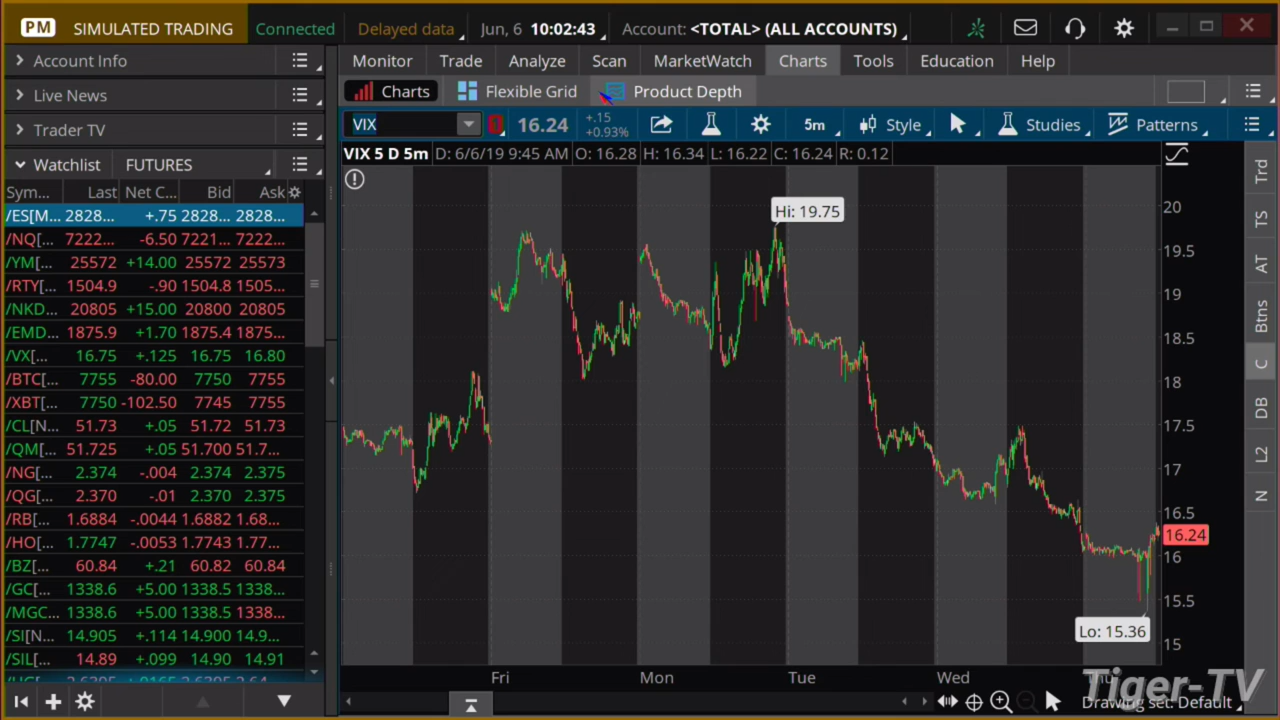 PM SIMULATED TRADING Connected Delayed data Jun, 6 10:02:43 Account: <TOTAL> (ALL ACCOUNTS)
Account Info
Live News
Trader TV
Watchlist FUTURES
Sym... Last Net C... Bid Ask
/ES[M... 2828... +.75 2828... 2828...
/NQ[... 7222... -6.50 7221... 7222...
/YM[... 25572 +14.00 25572 25573
/RTY[... 1504.9 -.90 1504.8 1505...
/NKD... 20805 +15.00 20800 20805
/EMD... 1875.9 +1.70 1875.4 1875...
/VX[... 16.75 +.125 16.75 16.80
/BTC[... 7755 -80.00 7750 7755
/XBT[... 7750 -102.50 7745 7755
/CL[N... 51.73 +.05 51.72 51.73
/QM[... 51.725 +.05 51.700 51.7...
/NG[... 2.374 -.004 2.374 2.375
/QG[... 2.370 -.01 2.370 2.375
/RB[... 1.6884 -.0044 1.6882 1.68...
/HO[... 1.7747 -.0053 1.7743 1.77...
/BZ[... 60.84 +.21 60.82 60.84
/GC[... 1338.6 +5.00 1338.5 1338...
/MGC... 1338.6 +5.00 1338.5 1338...
/SI[N... 14.905 +.114 14.900 14.9...
/SIL[... 14.89 +.099 14.90 14.91
Monitor Trade Analyze Scan MarketWatch Charts Tools Education Help
Charts Flexible Grid Product Depth
VIX 16.24 +.15 +0.93% 5m Style Studies Patterns
VIX 5 D 5m D: 6/6/19 9:45 AM O: 16.28 H: 16.34 L: 16.22 C: 16.24 R: 0.12
Hi: 19.75
20
19.5
19
18.5
18
17.5
17
16.5
16.24
16
15.5
Lo: 15.36
15
Fri Mon Tue Wed
Trd
TS
AT
Btns
C
DB
L2
N
Tiger-TV
Drawing set: Default